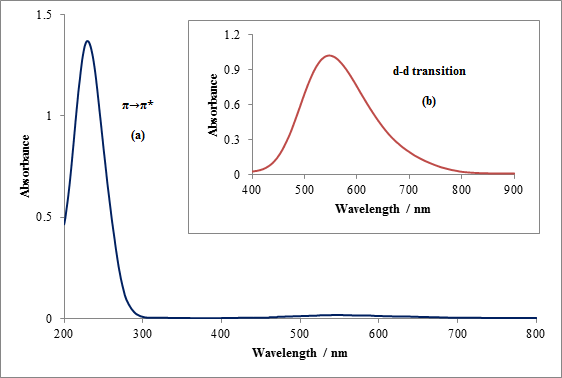 1.5
1
0.5
0
200 300 400 500 600 700 800
Absorbance
Wavelength / nm
π→π*
(a)
1.2
0.9
0.6
0.3
0
400 500 600 700 800 900
Absorbance
Wavelength / nm
d-d transition
(b)